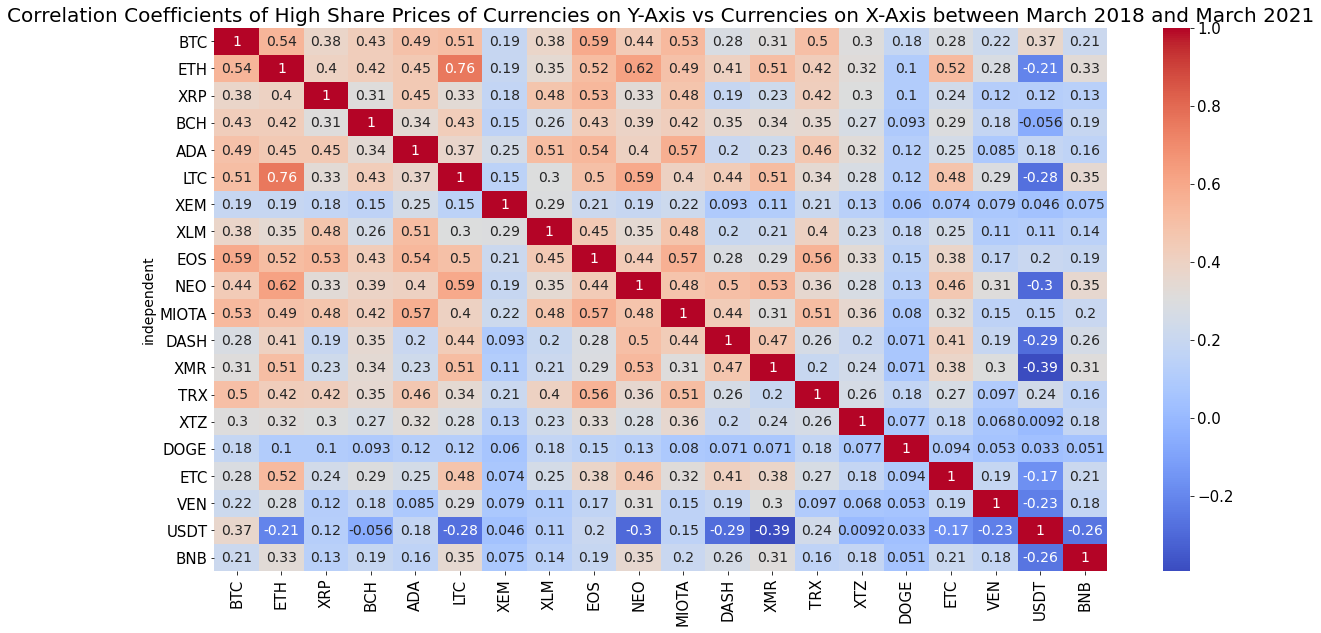 Correlation Coefficients of High Share Prices of Currencies on Y-Axis vs Currencies on X-Axis between March 2018 and March 2021
independent
BTC 1 0.54 0.38 0.43 0.49 0.51 0.19 0.38 0.59 0.44 0.53 0.28 0.31 0.5 0.3 0.18 0.28 0.22 0.37 0.21
ETH 0.54 1 0.4 0.42 0.45 0.76 0.19 0.35 0.52 0.62 0.49 0.41 0.51 0.42 0.32 0.1 0.52 0.28 -0.21 0.33
XRP 0.38 0.4 1 0.31 0.45 0.33 0.18 0.48 0.53 0.33 0.48 0.19 0.23 0.42 0.3 0.1 0.24 0.12 0.12 0.13
BCH 0.43 0.42 0.31 1 0.34 0.43 0.15 0.26 0.43 0.39 0.42 0.35 0.34 0.35 0.27 0.093 0.29 0.18 -0.056 0.19
ADA 0.49 0.45 0.45 0.34 1 0.37 0.25 0.51 0.54 0.4 0.57 0.2 0.23 0.46 0.32 0.12 0.25 0.085 0.18 0.16
LTC 0.51 0.76 0.33 0.43 0.37 1 0.15 0.3 0.5 0.59 0.4 0.44 0.51 0.34 0.28 0.12 0.48 0.29 -0.28 0.35
XEM 0.19 0.19 0.18 0.15 0.25 0.15 1 0.29 0.21 0.19 0.22 0.093 0.11 0.21 0.13 0.06 0.074 0.079 0.046 0.075
XLM 0.38 0.35 0.48 0.26 0.51 0.3 0.29 1 0.45 0.35 0.48 0.2 0.21 0.4 0.23 0.18 0.25 0.11 0.11 0.14
EOS 0.59 0.52 0.53 0.43 0.54 0.5 0.21 0.45 1 0.44 0.57 0.28 0.29 0.56 0.33 0.15 0.38 0.17 0.2 0.19
NEO 0.44 0.62 0.33 0.39 0.4 0.59 0.19 0.35 0.44 1 0.48 0.5 0.53 0.36 0.28 0.13 0.46 0.31 -0.3 0.35
MIOTA 0.53 0.49 0.48 0.42 0.57 0.4 0.22 0.48 0.57 0.48 1 0.44 0.31 0.51 0.36 0.08 0.32 0.15 0.15 0.2
DASH 0.28 0.41 0.19 0.35 0.2 0.44 0.093 0.2 0.28 0.5 0.44 1 0.47 0.26 0.2 0.071 0.41 0.19 -0.29 0.26
XMR 0.31 0.51 0.23 0.34 0.23 0.51 0.11 0.21 0.29 0.53 0.31 0.47 1 0.2 0.24 0.071 0.38 0.3 -0.39 0.31
TRX 0.5 0.42 0.42 0.35 0.46 0.34 0.21 0.4 0.56 0.36 0.51 0.26 0.2 1 0.26 0.18 0.27 0.097 0.24 0.16
XTZ 0.3 0.32 0.3 0.27 0.32 0.28 0.13 0.23 0.33 0.28 0.36 0.2 0.24 0.26 1 0.077 0.18 0.068 0.0092 0.18
DOGE 0.18 0.1 0.1 0.093 0.12 0.12 0.06 0.18 0.15 0.13 0.08 0.071 0.071 0.18 0.077 1 0.094 0.053 0.033 0.051
ETC 0.28 0.52 0.24 0.29 0.25 0.48 0.074 0.25 0.38 0.46 0.32 0.41 0.38 0.27 0.18 0.094 1 0.19 -0.17 0.21
VEN 0.22 0.28 0.12 0.18 0.085 0.29 0.079 0.11 0.17 0.31 0.15 0.19 0.3 0.097 0.068 0.053 0.19 1 -0.23 0.18
USDT 0.37 -0.21 0.12 -0.056 0.18 -0.28 0.046 0.11 0.2 -0.3 0.15 -0.29 -0.39 0.24 0.0092 0.033 -0.17 -0.23 1 -0.26
BNB 0.21 0.33 0.13 0.19 0.16 0.35 0.075 0.14 0.19 0.35 0.2 0.26 0.31 0.16 0.18 0.051 0.21 0.18 -0.26 1
BTC ETH XRP BCH ADA LTC XEM XLM EOS NEO MIOTA DASH XMR TRX XTZ DOGE ETC VEN USDT BNB
1.0
0.8
0.6
0.4
0.2
0.0
−0.2